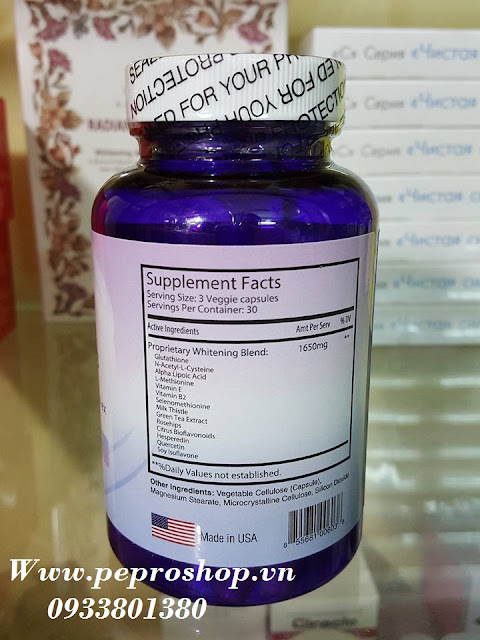 SEALED FOR YOUR PROTECTION
Supplement Facts
Serving Size: 3 Veggie capsules
Servings Per Container: 30
Active Ingredients Amt Per Serv % DV
Proprietary Whitening Blend: 1650mg **
Glutathione
N-Acetyl-L-Cysteine
Alpha Lipoic Acid
L-Methionine
Vitamin E
Vitamin B2
Selenomethionine
Milk Thistle
Green Tea Extract
Rosehips
Citrus Bioflavonoids
Hesperedin
Quercetin
Soy Isoflavone
**%Daily Values not established.
Other Ingredients: Vegetable Cellulose (Capsule),
Magnesium Stearate, Microcrystalline Cellulose, Silicon Dioxide
Made in USA
Www.peproshop.vn
0933801380
Серия «Чистая